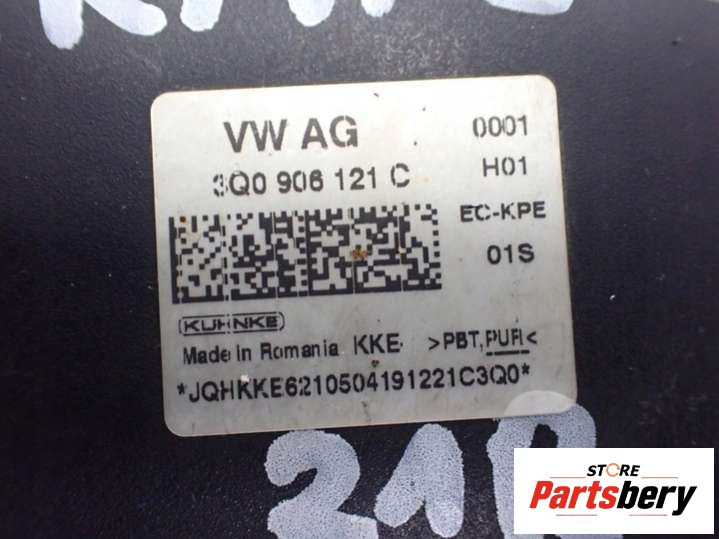 VW AG 0001
3Q0 906 121 C H01
EC-KPE
01S
KUHNKE
Made in Romania KKE >PBT,PUR<
*JQHKKE6210504191221C3Q0*
21R
STORE
Partsbery